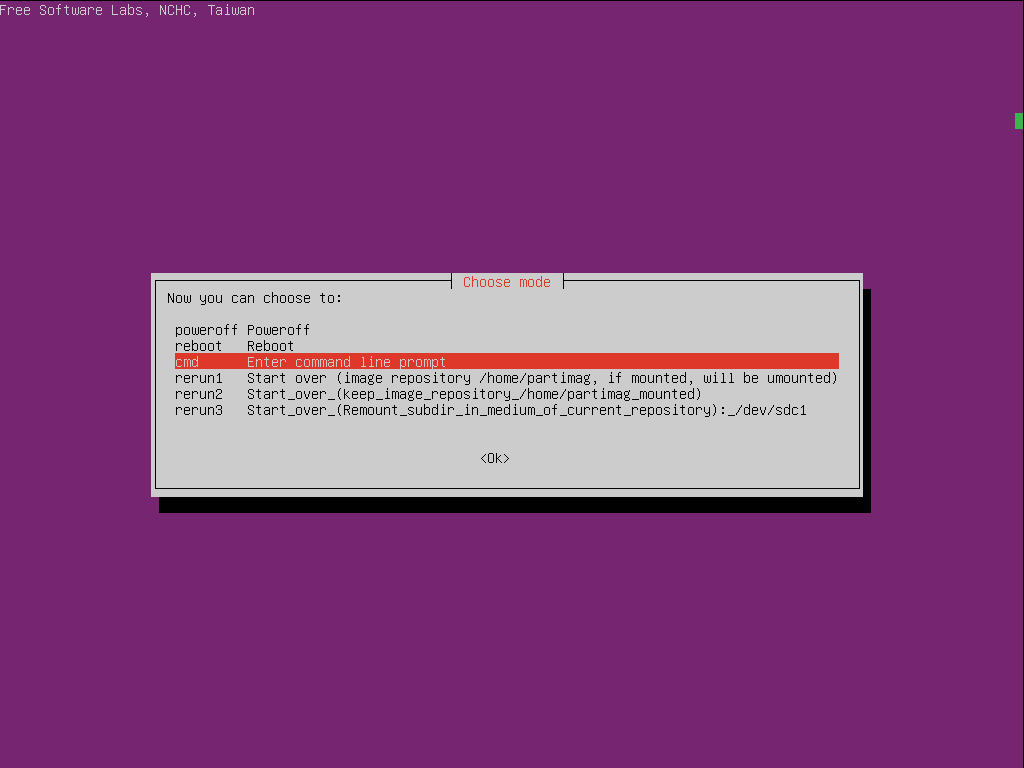 Free Software Labs, NCHC, Taiwan
Choose mode
Now you can choose to:
poweroff Poweroff
reboot Reboot
cmd Enter command line prompt
rerun1 Start over (image repository /home/partimag, if mounted, will be umounted)
rerun2 Start_over_(keep_image_repository_/home/partimag_mounted)
rerun3 Start_over_(Remount_subdir_in_medium_of_current_repository):_/dev/sdc1
<Ok>